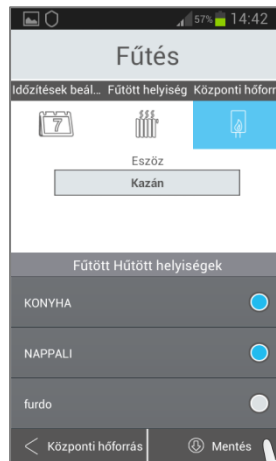 57% 14:42
Fűtés
Időzítések beál... Fűtött helyiség Központi hőforr
7
Eszöz
Kazán
Fűtött Hűtött helyiségek
KONYHA
NAPPALI
furdo
Központi hőforrás Mentés